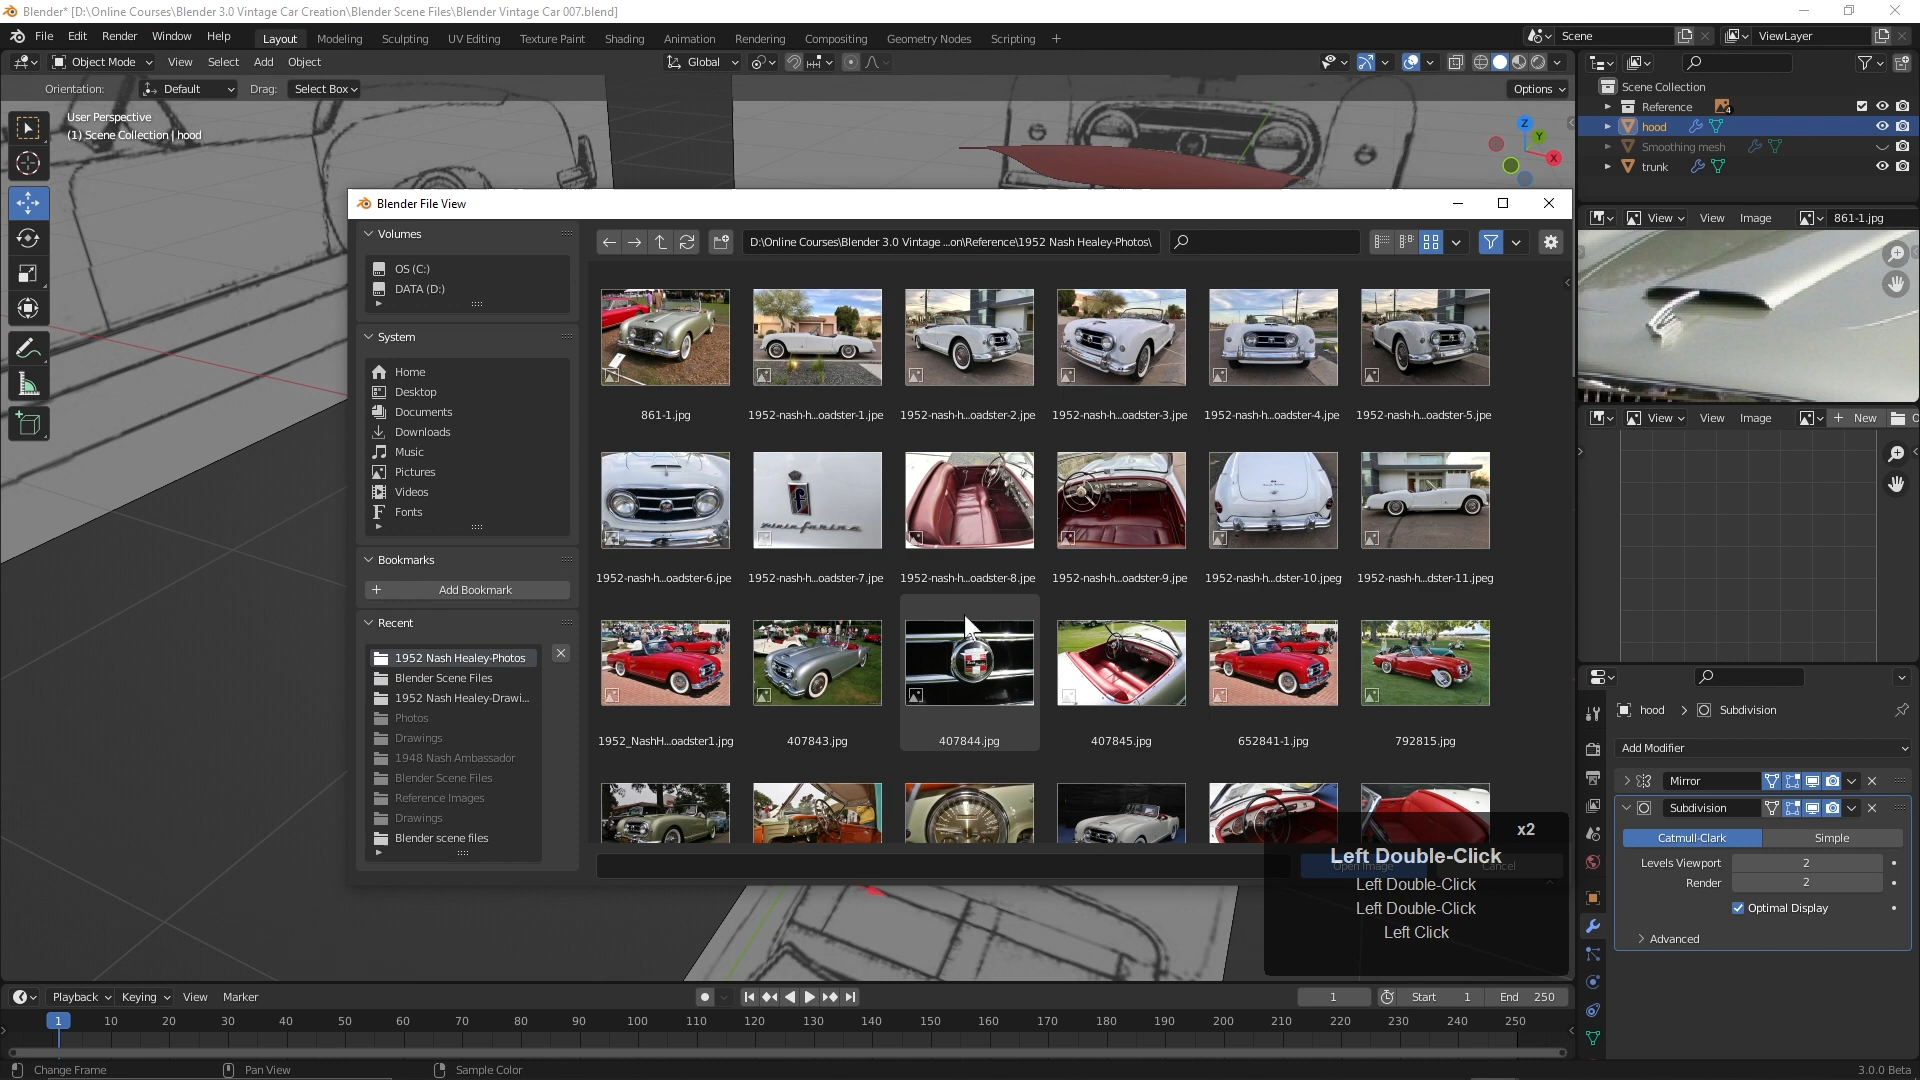 Blender* [D:\Online Courses\Blender 3.0 Vintage Car Creation\Blender Scene Files\Blender Vintage Car 007.blend]
File Edit Render Window Help Layout Modeling Sculpting UV Editing Texture Paint Shading Animation Rendering Compositing Geometry Nodes Scripting + Scene ViewLayer
Object Mode View Select Add Object Global
Orientation: Default Drag: Select Box Options
User Perspective
(1) Scene Collection | hood
Z
Y
X
Scene Collection
Reference 4
hood
Smoothing mesh
trunk
View View Image 861-1.jpg
View View Image + New
Blender File View
Volumes
OS (C:)
DATA (D:)
System
Home
Desktop
Documents
Downloads
Music
Pictures
Videos
Fonts
Bookmarks
+ Add Bookmark
Recent
1952 Nash Healey-Photos
Blender Scene Files
1952 Nash Healey-Drawi...
Photos
Drawings
1948 Nash Ambassador
Blender Scene Files
Reference Images
Drawings
Blender scene files
D:\Online Courses\Blender 3.0 Vintage ...on\Reference\1952 Nash Healey-Photos\
861-1.jpg 1952-nash-h...oadster-1.jpe 1952-nash-h...oadster-2.jpe 1952-nash-h...oadster-3.jpe 1952-nash-h...oadster-4.jpe 1952-nash-h...oadster-5.jpe
1952-nash-h...oadster-6.jpe 1952-nash-h...oadster-7.jpe 1952-nash-h...oadster-8.jpe 1952-nash-h...oadster-9.jpe 1952-nash-h...dster-10.jpeg 1952-nash-h...dster-11.jpeg
1952_NashH...oadster1.jpg 407843.jpg 407844.jpg 407845.jpg 652841-1.jpg 792815.jpg
Open Image Cancel
x2
Left Double-Click
Left Double-Click
Left Double-Click
Left Click
hood > Subdivision
Add Modifier
Mirror
Subdivision
Catmull-Clark Simple
Levels Viewport 2
Render 2
Optimal Display
Advanced
Playback Keying View Marker 1 Start 1 End 250
1 10 20 30 40 50 60 70 80 90 100 110 120 130 140 150 160 170 180 190 200 210 220 230 240 250
Change Frame Pan View Sample Color 3.0.0 Beta